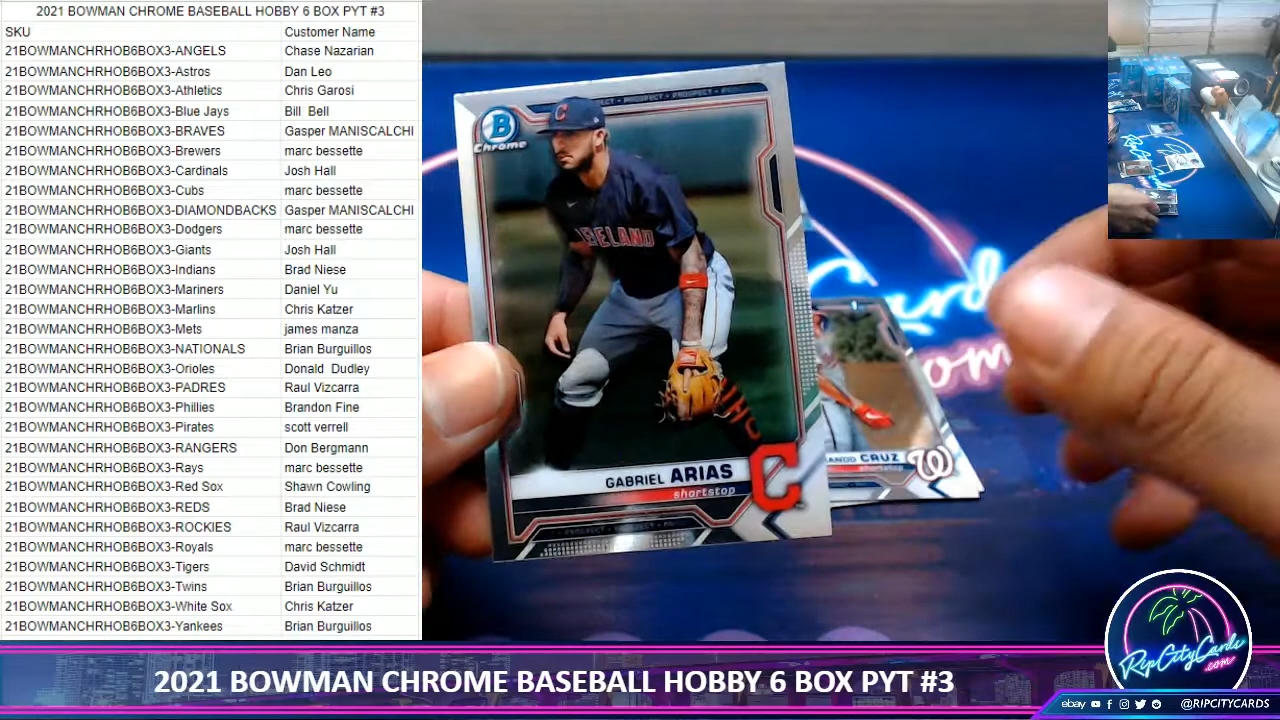 2021 BOWMAN CHROME BASEBALL HOBBY 6 BOX PYT #3
SKU Customer Name
21BOWMANCHRHOB6BOX3-ANGELS Chase Nazarian
21BOWMANCHRHOB6BOX3-Astros Dan Leo
21BOWMANCHRHOB6BOX3-Athletics Chris Garosi
21BOWMANCHRHOB6BOX3-Blue Jays Bill Bell
21BOWMANCHRHOB6BOX3-BRAVES Gasper MANISCALCHI
21BOWMANCHRHOB6BOX3-Brewers marc bessette
21BOWMANCHRHOB6BOX3-Cardinals Josh Hall
21BOWMANCHRHOB6BOX3-Cubs marc bessette
21BOWMANCHRHOB6BOX3-DIAMONDBACKS Gasper MANISCALCHI
21BOWMANCHRHOB6BOX3-Dodgers marc bessette
21BOWMANCHRHOB6BOX3-Giants Josh Hall
21BOWMANCHRHOB6BOX3-Indians Brad Niese
21BOWMANCHRHOB6BOX3-Mariners Daniel Yu
21BOWMANCHRHOB6BOX3-Marlins Chris Katzer
21BOWMANCHRHOB6BOX3-Mets james manza
21BOWMANCHRHOB6BOX3-NATIONALS Brian Burguillos
21BOWMANCHRHOB6BOX3-Orioles Donald Dudley
21BOWMANCHRHOB6BOX3-PADRES Raul Vizcarra
21BOWMANCHRHOB6BOX3-Phillies Brandon Fine
21BOWMANCHRHOB6BOX3-Pirates scott verrell
21BOWMANCHRHOB6BOX3-RANGERS Don Bergmann
21BOWMANCHRHOB6BOX3-Rays marc bessette
21BOWMANCHRHOB6BOX3-Red Sox Shawn Cowling
21BOWMANCHRHOB6BOX3-REDS Brad Niese
21BOWMANCHRHOB6BOX3-ROCKIES Raul Vizcarra
21BOWMANCHRHOB6BOX3-Royals marc bessette
21BOWMANCHRHOB6BOX3-Tigers David Schmidt
21BOWMANCHRHOB6BOX3-Twins Brian Burguillos
21BOWMANCHRHOB6BOX3-White Sox Chris Katzer
21BOWMANCHRHOB6BOX3-Yankees Brian Burguillos
PROSPECT PROSPECT
B
Chrome
C
GABRIEL ARIAS
shortstop
C
CRUZ
shortstop
W
Cards
RipCityCards
.com
2021 BOWMAN CHROME BASEBALL HOBBY 6 BOX PYT #3
ebay @RIPCITYCARDS